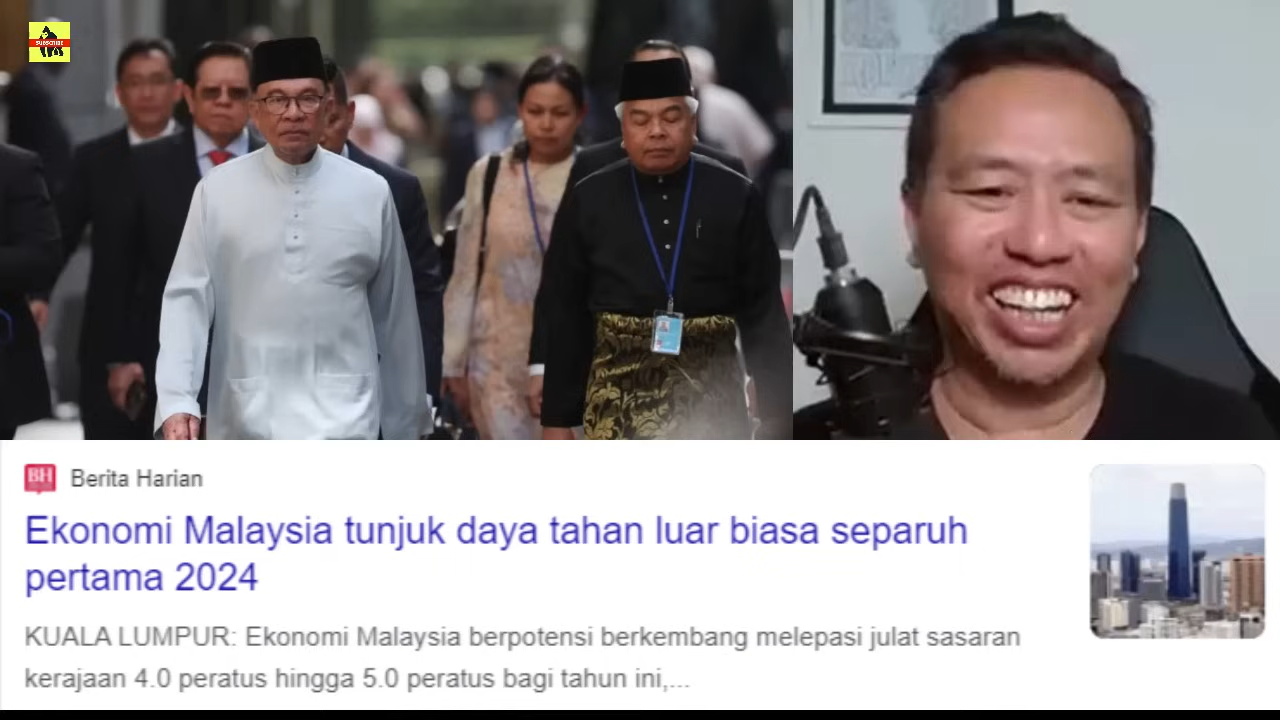 SUBSCRIBE
BH
Berita Harian
Ekonomi Malaysia tunjuk daya tahan luar biasa separuh
pertama 2024
KUALA LUMPUR: Ekonomi Malaysia berpotensi berkembang melepasi julat sasaran
kerajaan 4.0 peratus hingga 5.0 peratus bagi tahun ini,...